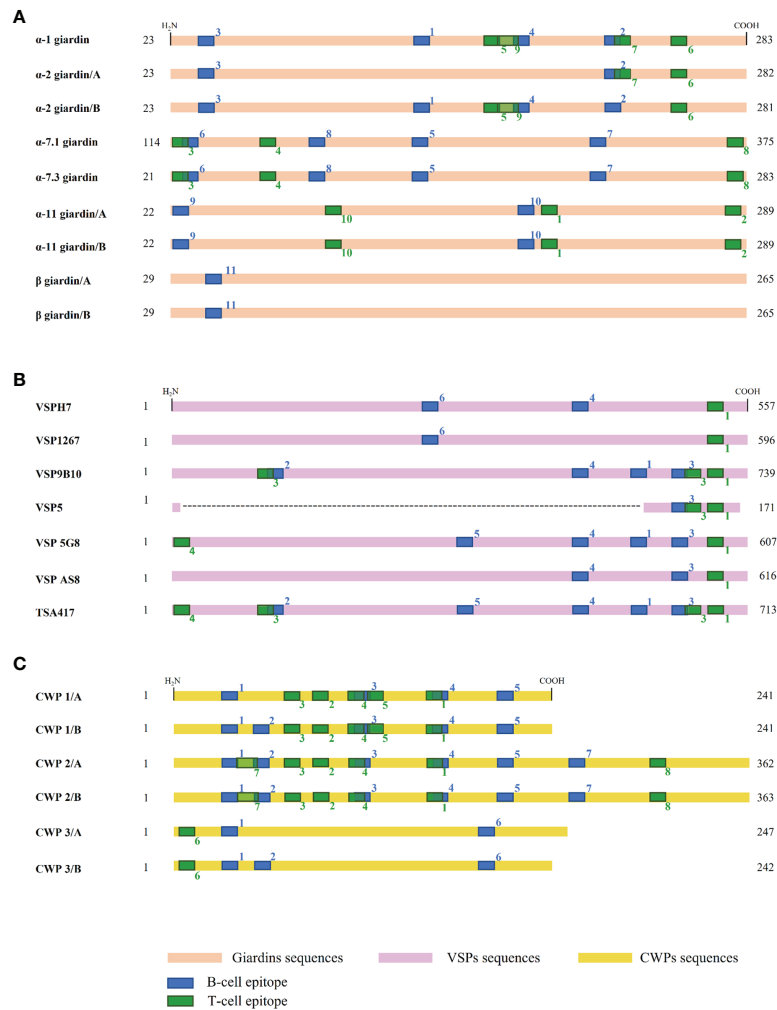 A
H₂N COOH
α-1 giardin 23 3 1 5 9 4 2 7 6 283
α-2 giardin/A 23 3 2 7 6 282
α-2 giardin/B 23 3 1 5 9 4 2 6 281
α-7.1 giardin 114 3 6 4 8 5 7 8 375
α-7.3 giardin 21 3 6 4 8 5 7 8 283
α-11 giardin/A 22 9 10 10 1 2 289
α-11 giardin/B 22 9 10 10 1 2 289
β giardin/A 29 11 265
β giardin/B 29 11 265
B
H₂N COOH
VSPH7 1 6 4 1 557
VSP1267 1 6 1 596
VSP9B10 1 3 2 4 1 3 3 1 739
VSP5 1 3 3 1 171
VSP 5G8 1 4 5 4 1 3 1 607
VSP AS8 1 4 3 1 616
TSA417 1 4 3 2 5 4 1 3 3 1 713
C
H₂N COOH
CWP 1/A 1 1 3 2 4 3 5 1 4 5 241
CWP 1/B 1 1 2 3 2 4 3 5 1 4 5 241
CWP 2/A 1 1 7 2 3 2 4 3 1 4 5 7 8 362
CWP 2/B 1 1 7 2 3 2 4 3 1 4 5 7 8 363
CWP 3/A 1 6 1 6 247
CWP 3/B 1 6 1 2 6 242
Giardins sequences VSPs sequences CWPs sequences
B-cell epitope
T-cell epitope